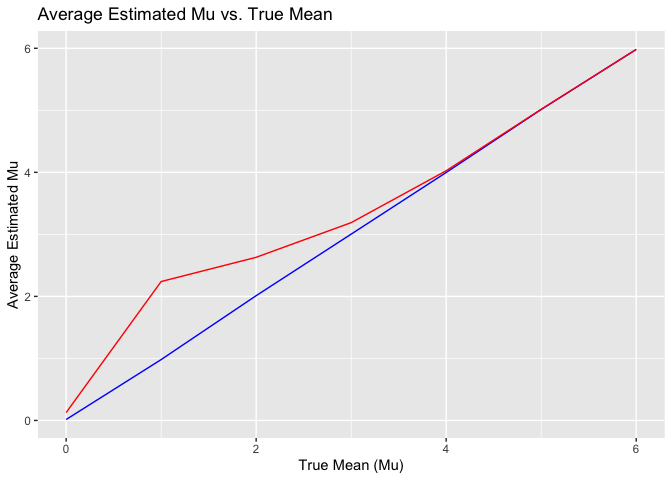 Average Estimated Mu vs. True Mean
Average Estimated Mu
6
4
2
0
0 2 4 6
True Mean (Mu)